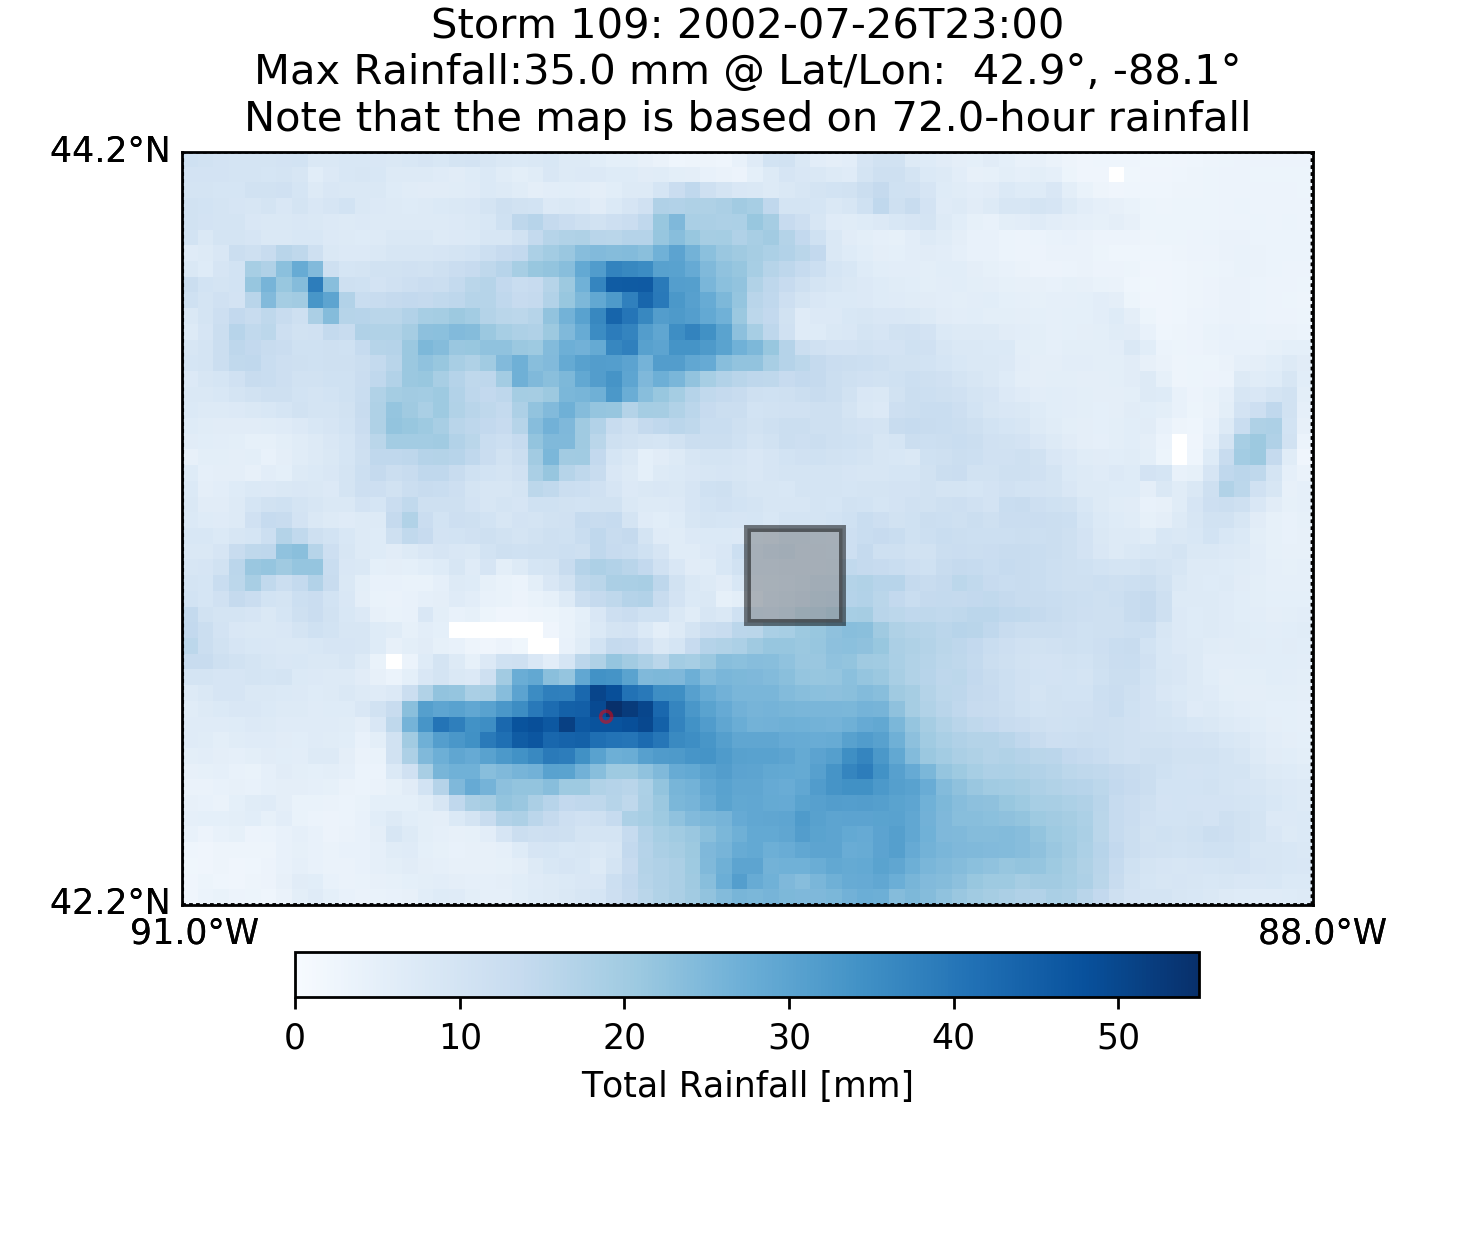 Storm 109: 2002-07-26T23:00
Max Rainfall:35.0 mm @ Lat/Lon:  42.9°, -88.1°
Note that the map is based on 72.0-hour rainfall
44.2°N
42.2°N
91.0°W
88.0°W
0
10
20
30
40
50
Total Rainfall [mm]